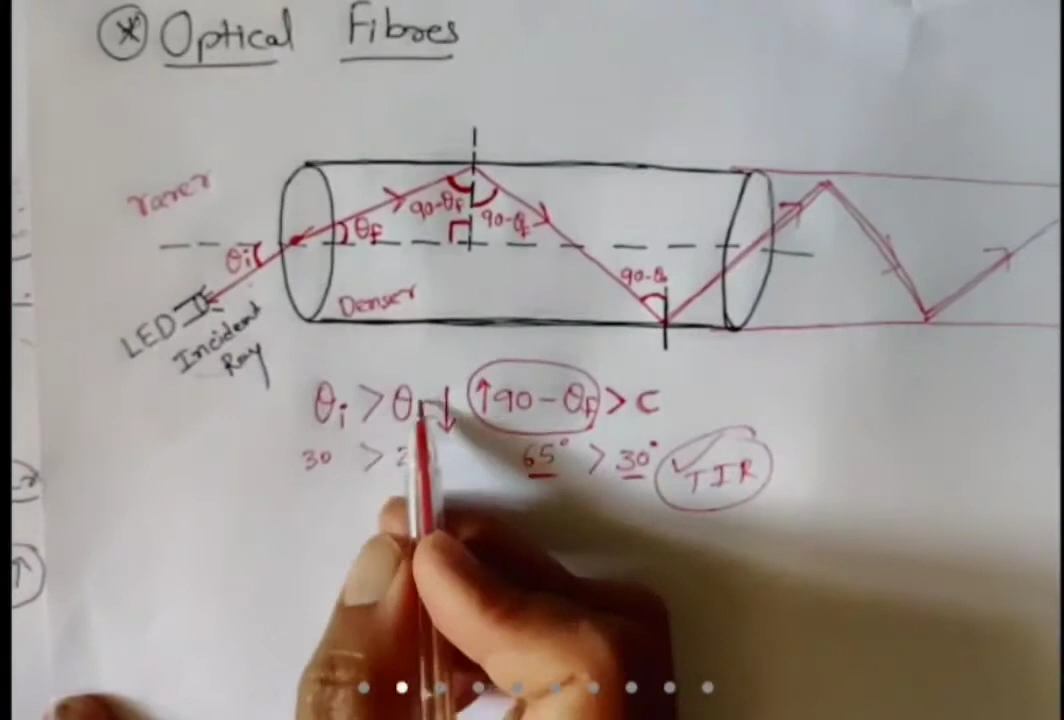 * Optical Fibres
rarer
θi
θr
90-θr
90-θr
90-θr
Denser
LED
Incident
Ray
θi > θr↓ ↑90 - θr > C
30 > 65° > 30° ✓TIR